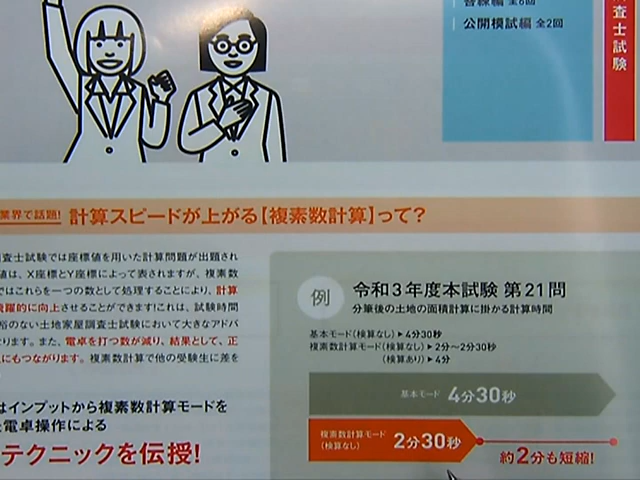 答練編 全6回
公開模試編 全2回
査士試験
業界で話題! 計算スピードが上がる【複素数計算】って?
査士試験では座標値を用いた計算問題が出題され
値は、X座標とY座標によって表されますが、複素数
ではこれらを一つの数として処理することにより、計算
飛躍的に向上させることができます!これは、試験時間
裕のない土地家屋調査士試験において大きなアドバ
なります。また、電卓を打つ数が減り、結果として、正
にもつながります。複素数計算で他の受験生に差を
はインプットから複素数計算モードを
た電卓操作による
テクニックを伝授!
例
令和3年度本試験 第21問
分筆後の土地の面積計算に掛かる計算時間
基本モード(検算なし)▶4分30秒
複素数計算モード(検算なし)▶2分~2分30秒
(検算あり)▶4分
基本モード 4分30秒
複素数計算モード
(検算なし)
2分30秒
約2分も短縮!